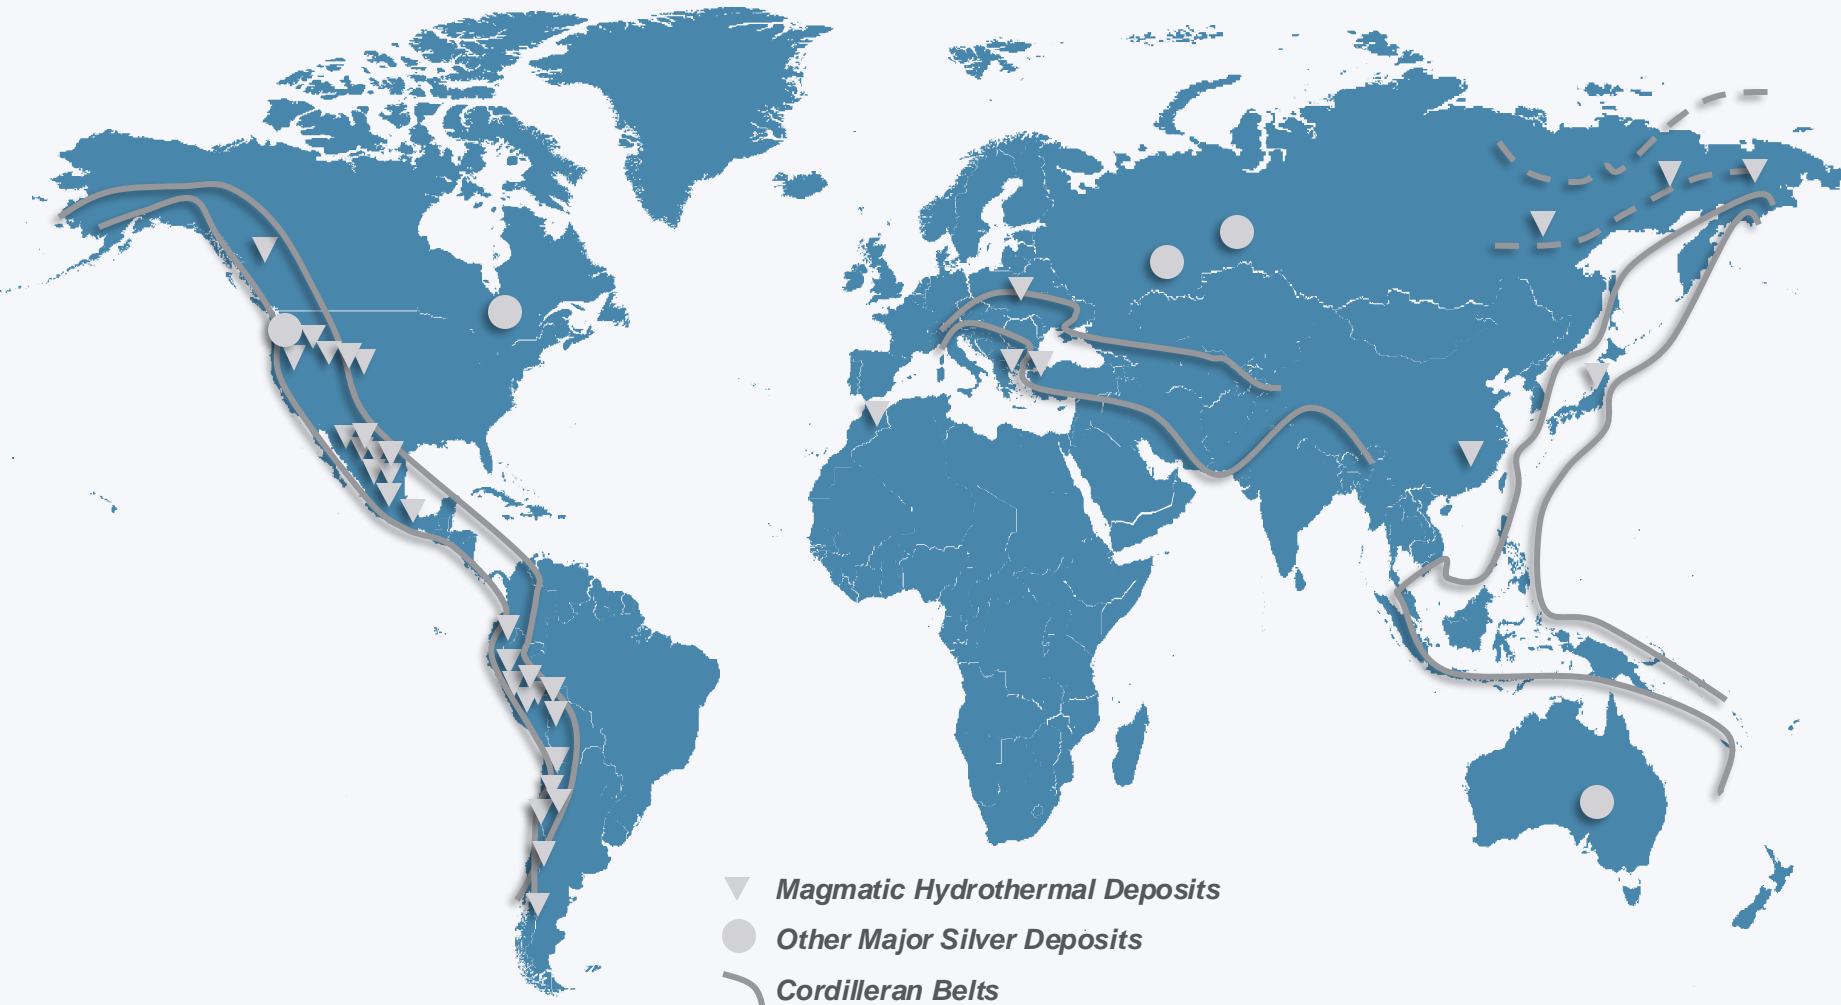 Magmatic Hydrothermal Deposits
Other Major Silver Deposits
Cordilleran Belts